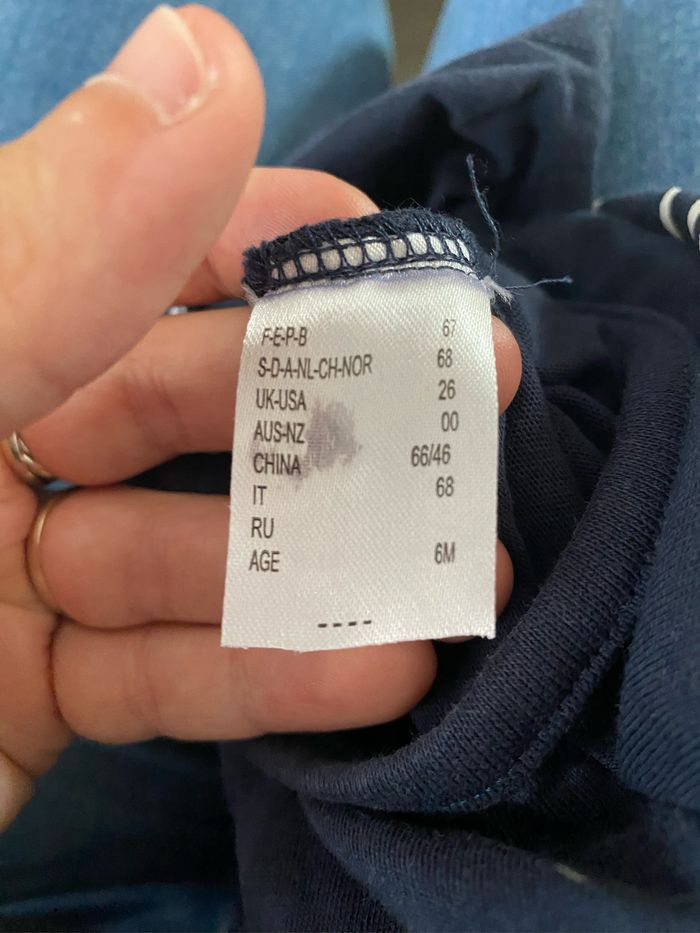 F-E-P-B 67
S-D-A-NL-CH-NOR 68
UK-USA 26
AUS-NZ 00
CHINA 66/46
IT 68
RU
AGE 6M
----